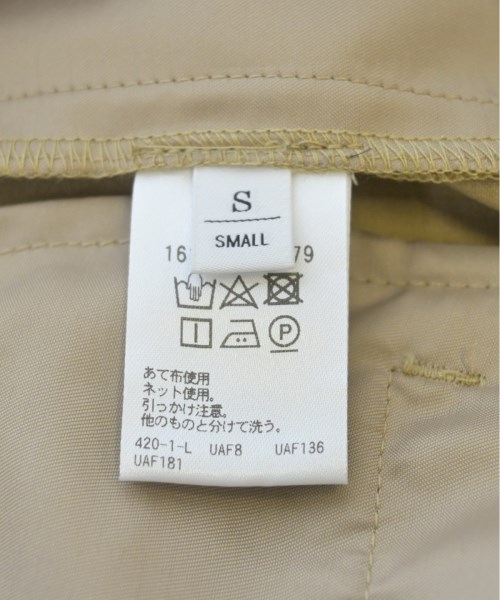 S
SMALL
16 79
P
あて布使用
ネット使用。
引っかけ注意。
他のものと分けて洗う。
420-1-L UAF8 UAF136
UAF181